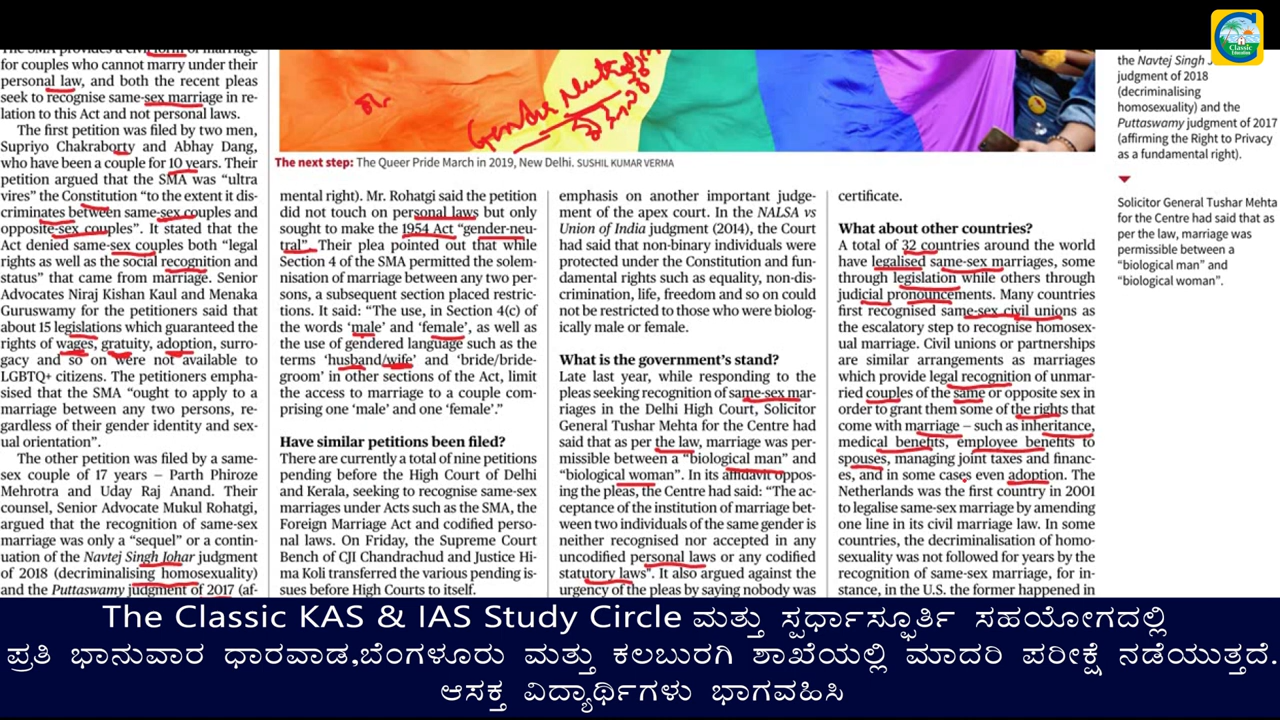 The SMA provides a civil form of marriage
for couples who cannot marry under their
personal law, and both the recent pleas
seek to recognise same-sex marriage in re-
lation to this Act and not personal laws.
The first petition was filed by two men,
Supriyo Chakraborty and Abhay Dang,
who have been a couple for 10 years. Their
petition argued that the SMA was “ultra
vires” the Constitution “to the extent it dis-
criminates between same-sex couples and
opposite-sex couples”. It stated that the
Act denied same-sex couples both “legal
rights as well as the social recognition and
status” that came from marriage. Senior
Advocates Niraj Kishan Kaul and Menaka
Guruswamy for the petitioners said that
about 15 legislations which guaranteed the
rights of wages, gratuity, adoption, surro-
gacy and so on were not available to
LGBTQ+ citizens. The petitioners empha-
sised that the SMA “ought to apply to a
marriage between any two persons, re-
gardless of their gender identity and sex-
ual orientation”.
The other petition was filed by a same-
sex couple of 17 years – Parth Phiroze
Mehrotra and Uday Raj Anand. Their
counsel, Senior Advocate Mukul Rohatgi,
argued that the recognition of same-sex
marriage was only a “sequel” or a contin-
uation of the Navtej Singh Johar judgment
of 2018 (decriminalising homosexuality)
and the Puttaswamy judgment of 2017 (af-
Gender Neutral
The next step: The Queer Pride March in 2019, New Delhi. SUSHIL KUMAR VERMA
mental right). Mr. Rohatgi said the petition
did not touch on personal laws but only
sought to make the 1954 Act “gender-neu-
tral”. Their plea pointed out that while
Section 4 of the SMA permitted the solem-
nisation of marriage between any two per-
sons, a subsequent section placed restric-
tions. It said: “The use, in Section 4(c) of
the words ‘male’ and ‘female’, as well as
the use of gendered language such as the
terms ‘husband/wife’ and ‘bride/bride-
groom’ in other sections of the Act, limit
the access to marriage to a couple com-
prising one ‘male’ and one ‘female’.”
Have similar petitions been filed?
There are currently a total of nine petitions
pending before the High Court of Delhi
and Kerala, seeking to recognise same-sex
marriages under Acts such as the SMA, the
Foreign Marriage Act and codified perso-
nal laws. On Friday, the Supreme Court
Bench of CJI Chandrachud and Justice Hi-
ma Koli transferred the various pending is-
sues before High Courts to itself.
emphasis on another important judge-
ment of the apex court. In the NALSA vs
Union of India judgment (2014), the Court
had said that non-binary individuals were
protected under the Constitution and fun-
damental rights such as equality, non-dis-
crimination, life, freedom and so on could
not be restricted to those who were biolog-
ically male or female.
What is the government’s stand?
Late last year, while responding to the
pleas seeking recognition of same-sex mar-
riages in the Delhi High Court, Solicitor
General Tushar Mehta for the Centre had
said that as per the law, marriage was per-
missible between a “biological man” and
“biological woman”. In its affidavit oppos-
ing the pleas, the Centre had said: “The ac-
ceptance of the institution of marriage bet-
ween two individuals of the same gender is
neither recognised nor accepted in any
uncodified personal laws or any codified
statutory laws”. It also argued against the
urgency of the pleas by saying nobody was
certificate.
What about other countries?
A total of 32 countries around the world
have legalised same-sex marriages, some
through legislation while others through
judicial pronouncements. Many countries
first recognised same-sex civil unions as
the escalatory step to recognise homosex-
ual marriage. Civil unions or partnerships
are similar arrangements as marriages
which provide legal recognition of unmar-
ried couples of the same or opposite sex in
order to grant them some of the rights that
come with marriage – such as inheritance,
medical benefits, employee benefits to
spouses, managing joint taxes and financ-
es, and in some cases even adoption. The
Netherlands was the first country in 2001
to legalise same-sex marriage by amending
one line in its civil marriage law. In some
countries, the decriminalisation of homo-
sexuality was not followed for years by the
recognition of same-sex marriage, for in-
stance, in the U.S. the former happened in
the Navtej Singh J
judgment of 2018
(decriminalising
homosexuality) and the
Puttaswamy judgment of 2017
(affirming the Right to Privacy
as a fundamental right).
Solicitor General Tushar Mehta
for the Centre had said that as
per the law, marriage was
permissible between a
“biological man” and
“biological woman”.
Classic
Education
The Classic KAS & IAS Study Circle ಮತ್ತು ಸ್ಪರ್ಧಾಸ್ಫೂರ್ತಿ ಸಹಯೋಗದಲ್ಲಿ
ಪ್ರತಿ ಭಾನುವಾರ ಧಾರವಾಡ,ಬೆಂಗಳೂರು ಮತ್ತು ಕಲಬುರಗಿ ಶಾಖೆಯಲ್ಲಿ ಮಾದರಿ ಪರೀಕ್ಷೆ ನಡೆಯುತ್ತದೆ.
ಆಸಕ್ತ ವಿದ್ಯಾರ್ಥಿಗಳು ಭಾಗವಹಿಸಿ